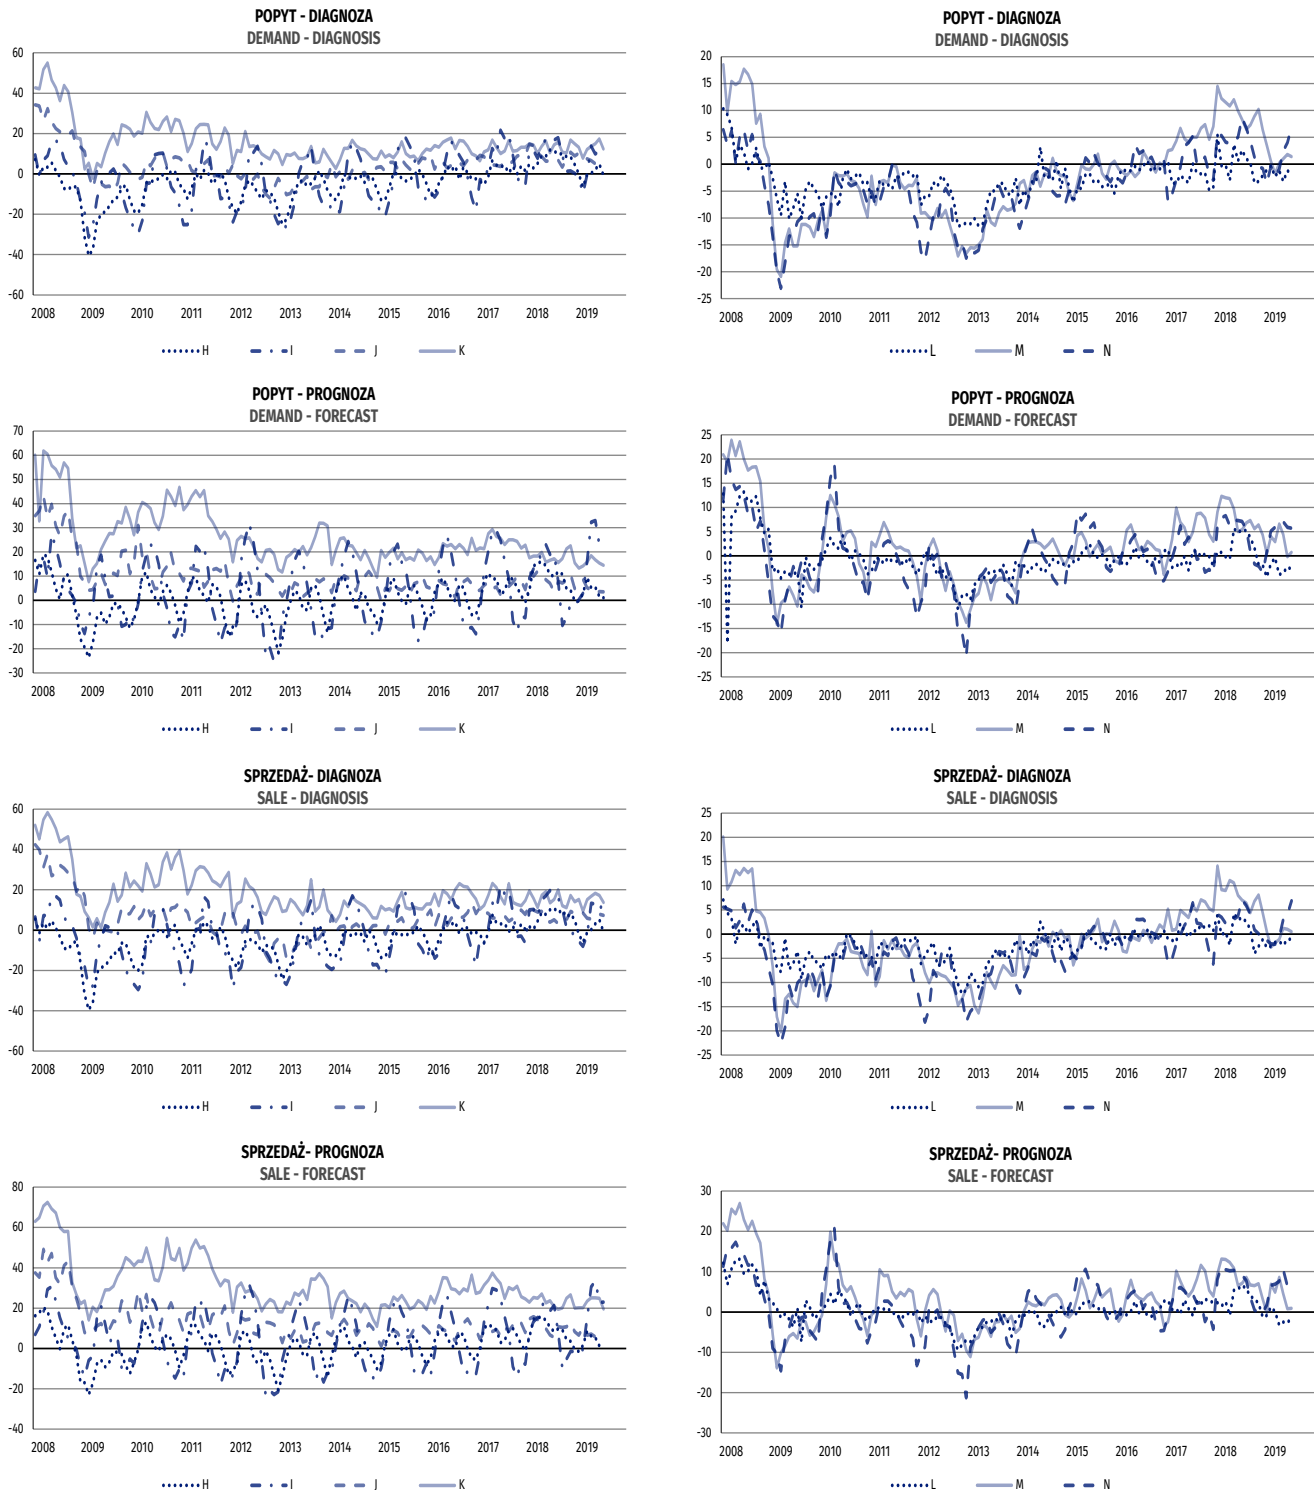 POPYT - DIAGNOZA
DEMAND - DIAGNOSIS
60
40
20
0
-20
-40
-60
2008 2009 2010 2011 2012 2013 2014 2015 2016 2017 2018 2019
H I J K
POPYT - DIAGNOZA
DEMAND - DIAGNOSIS
20
15
10
5
0
-5
-10
-15
-20
-25
2008 2009 2010 2011 2012 2013 2014 2015 2016 2017 2018 2019
L M N
POPYT - PROGNOZA
DEMAND - FORECAST
70
60
50
40
30
20
10
0
-10
-20
-30
2008 2009 2010 2011 2012 2013 2014 2015 2016 2017 2018 2019
H I J K
POPYT - PROGNOZA
DEMAND - FORECAST
25
20
15
10
5
0
-5
-10
-15
-20
-25
2008 2009 2010 2011 2012 2013 2014 2015 2016 2017 2018 2019
L M N
SPRZEDAŻ- DIAGNOZA
SALE - DIAGNOSIS
60
40
20
0
-20
-40
-60
2008 2009 2010 2011 2012 2013 2014 2015 2016 2017 2018 2019
H I J K
SPRZEDAŻ- DIAGNOZA
SALE - DIAGNOSIS
25
20
15
10
5
0
-5
-10
-15
-20
-25
2008 2009 2010 2011 2012 2013 2014 2015 2016 2017 2018 2019
L M N
SPRZEDAŻ- PROGNOZA
SALE - FORECAST
80
60
40
20
0
-20
-40
2008 2009 2010 2011 2012 2013 2014 2015 2016 2017 2018 2019
H I J K
SPRZEDAŻ- PROGNOZA
SALE - FORECAST
30
20
10
0
-10
-20
-30
2008 2009 2010 2011 2012 2013 2014 2015 2016 2017 2018 2019
L M N